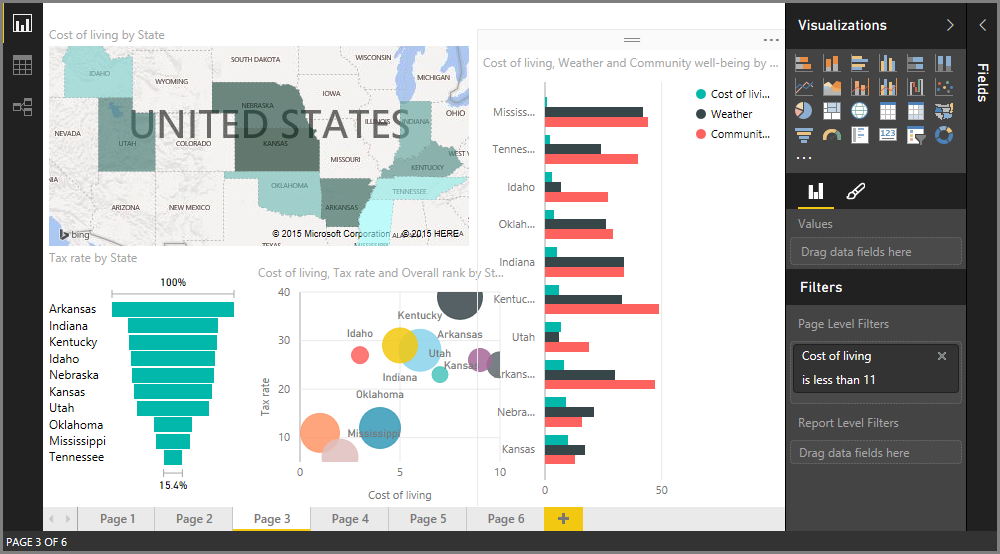 Cost of living by State
IDAHO
WYOMING
SOUTH DAKOTA
WISCONSIN
MICHIGAN
IOWA
NEBRASKA
UNITED STATES
NEVADA
UTAH
COLORADO
KANSAS
MISSOURI
ILLINOIS
INDIANA
OHIO
WEST V
KENTUCKY
OKLAHOMA
TENNESSEE
ARIZONA
NEW MEXICO
ARKANSAS
bing
TEXAS
MISSISSIPPI
ALA
© 2015 Microsoft Corporation
© 2015 HERE
Tax rate by State
100%
Arkansas
Indiana
Kentucky
Idaho
Nebraska
Kansas
Utah
Oklahoma
Mississippi
Tennessee
15.4%
Cost of living, Tax rate and Overall rank by St...
Tax rate
40
30
20
10
Kentucky
Idaho
Arkansas
Utah
Kansas
Indiana
Oklahoma
Mississippi
0
5
10
Cost of living
Cost of living, Weather and Community well-being by ...
Cost of livi...
Weather
Communit...
Mississ...
Tennes...
Idaho
Oklah...
Indiana
Kentuc...
Utah
Arkans...
Nebra...
Kansas
0
50
Visualizations
123
Values
Drag data fields here
Filters
Page Level Filters
Cost of living
is less than 11
Report Level Filters
Drag data fields here
Fields
Page 1
Page 2
Page 3
Page 4
Page 5
Page 6
PAGE 3 OF 6